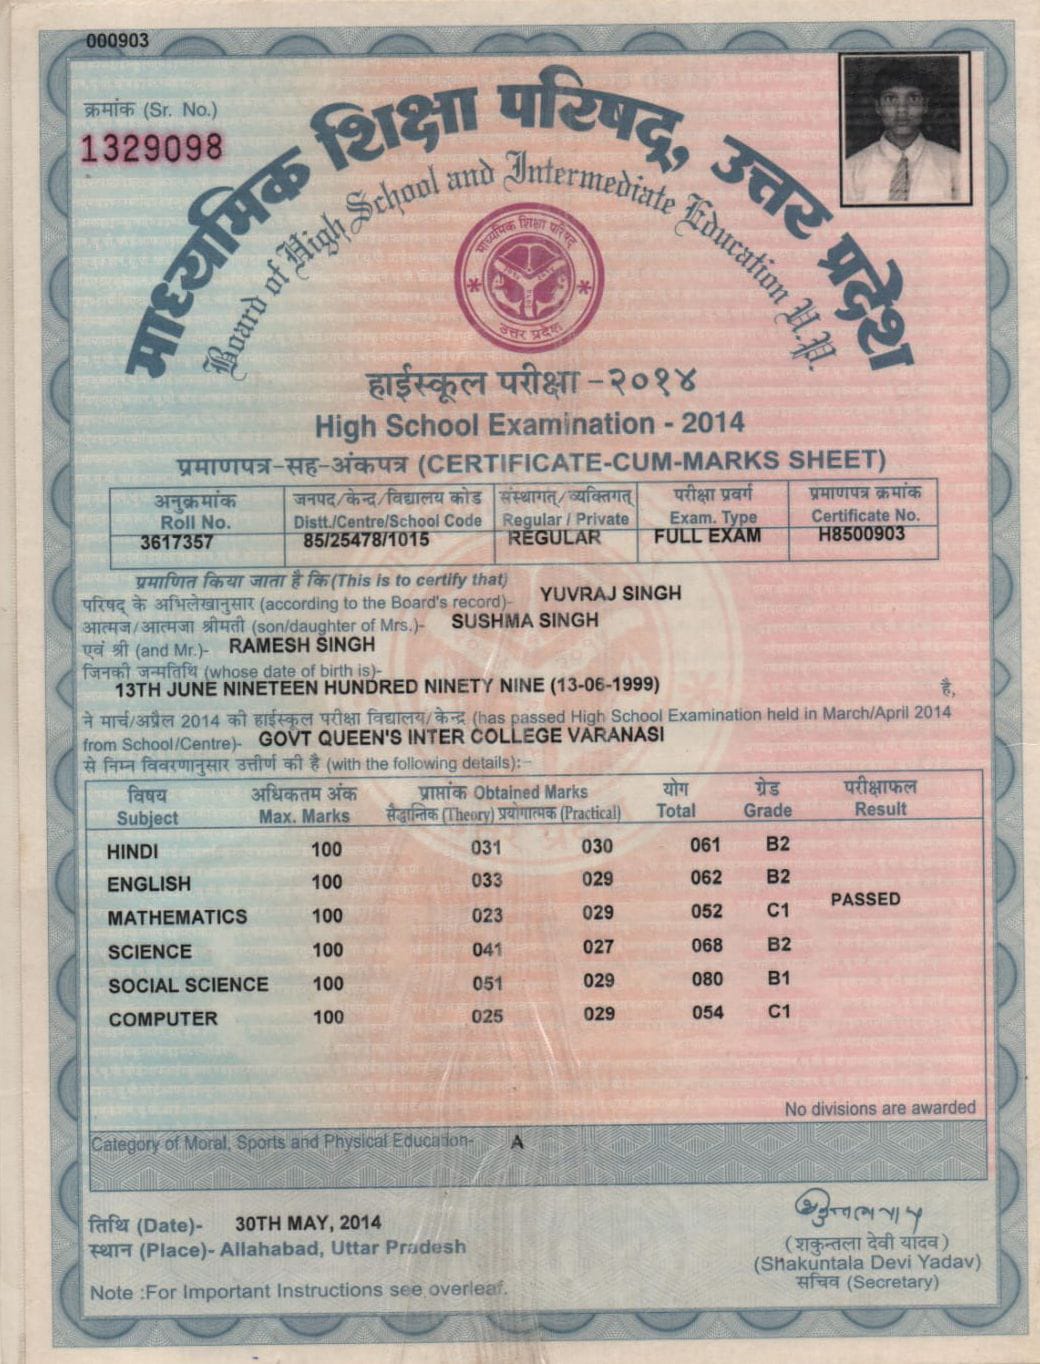 000903
क्रमांक (Sr. No.)
1329098
माध्यमिक शिक्षा परिषद्, उत्तर प्रदेश
Board of High School and Intermediate Education U.P.
माध्यमिक शिक्षा परिषद्
उत्तर प्रदेश
हाईस्कूल परीक्षा -२०१४
High School Examination - 2014
प्रमाणपत्र-सह-अंकपत्र (CERTIFICATE-CUM-MARKS SHEET)
अनुक्रमांक जनपद/केन्द्र/विद्यालय कोड संस्थागत्/व्यक्तिगत् परीक्षा प्रवर्ग प्रमाणपत्र क्रमांक
Roll No. Distt./Centre/School Code Regular / Private Exam. Type Certificate No.
3617357 85/25478/1015 REGULAR FULL EXAM H8500903
प्रमाणित किया जाता है कि (This is to certify that)
परिषद् के अभिलेखानुसार (according to the Board's record)- YUVRAJ SINGH
आत्मज/आत्मजा श्रीमती (son/daughter of Mrs.)- SUSHMA SINGH
एवं श्री (and Mr.)- RAMESH SINGH
जिनकी जन्मतिथि (whose date of birth is)-
13TH JUNE NINETEEN HUNDRED NINETY NINE (13-06-1999) है,
ने मार्च/अप्रैल 2014 की हाईस्कूल परीक्षा विद्यालय/केन्द्र (has passed High School Examination held in March/April 2014
from School/Centre)- GOVT QUEEN'S INTER COLLEGE VARANASI
से निम्न विवरणानुसार उत्तीर्ण की है (with the following details):-
विषय अधिकतम अंक प्राप्तांक Obtained Marks योग ग्रेड परीक्षाफल
Subject Max. Marks सैद्धान्तिक (Theory) प्रयोगात्मक (Practical) Total Grade Result
HINDI 100 031 030 061 B2
ENGLISH 100 033 029 062 B2
PASSED
MATHEMATICS 100 023 029 052 C1
SCIENCE 100 041 027 068 B2
SOCIAL SCIENCE 100 051 029 080 B1
COMPUTER 100 025 029 054 C1
No divisions are awarded
Category of Moral, Sports and Physical Education- A
तिथि (Date)- 30TH MAY, 2014
स्थान (Place)- Allahabad, Uttar Pradesh
(शकुन्तला देवी यादव)
(Shakuntala Devi Yadav)
सचिव (Secretary)
Note :For Important Instructions see overleaf.